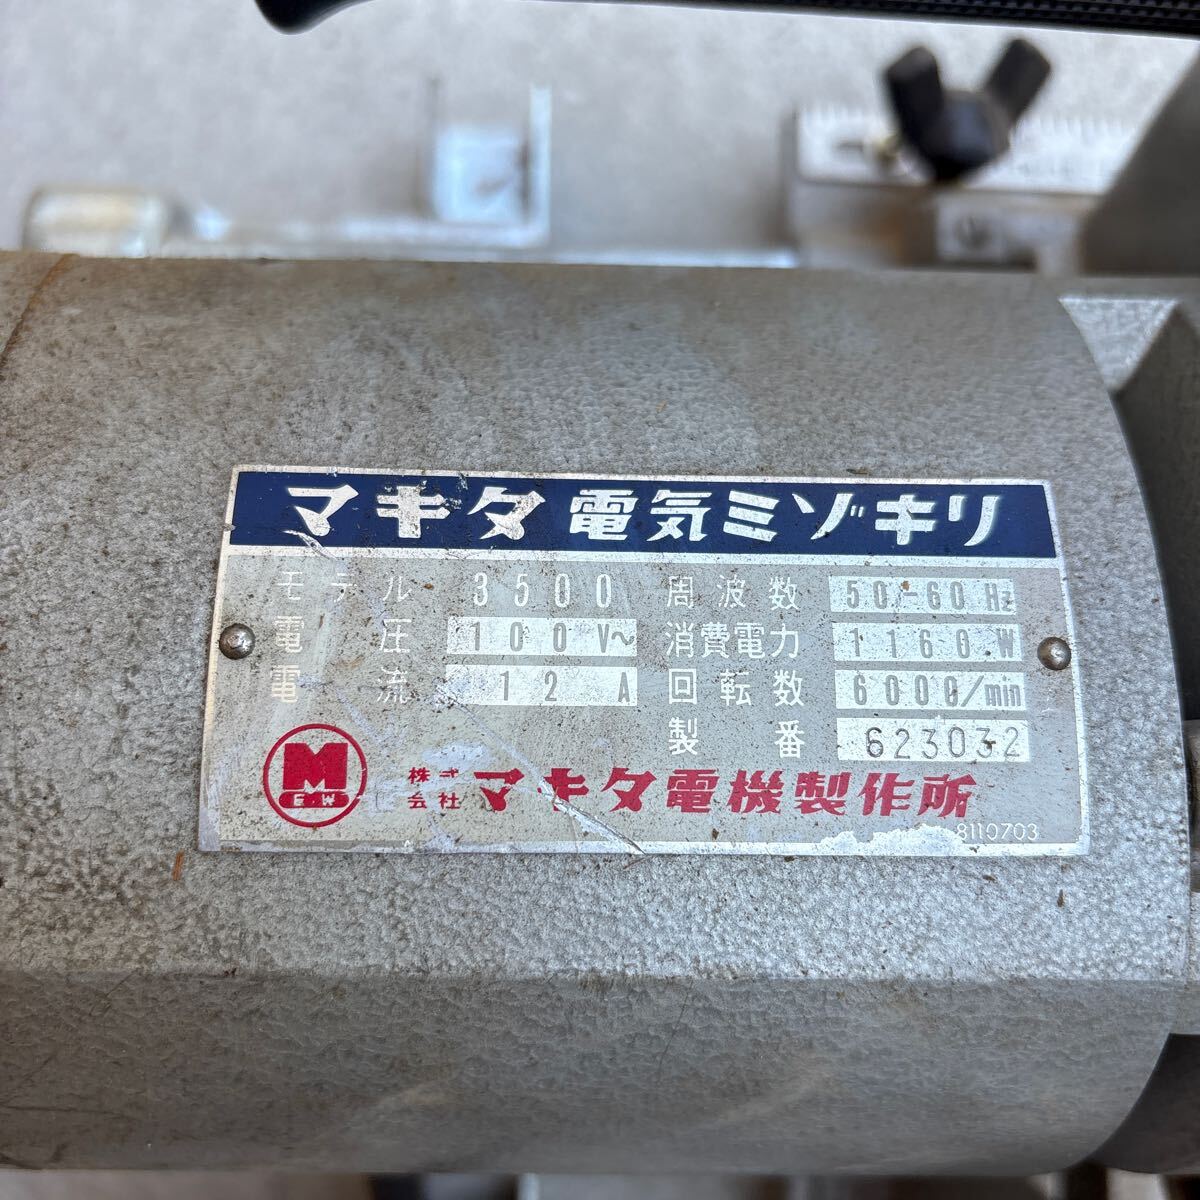 マキタ電気ミゾキリ
モデル 3500 周波数 50-60 Hz
電圧 100V~ 消費電力 1160 W
電流 12 A 回転数 6000/min
製番 623032
M
E・W
株式会社 マキタ電機製作所
8110703